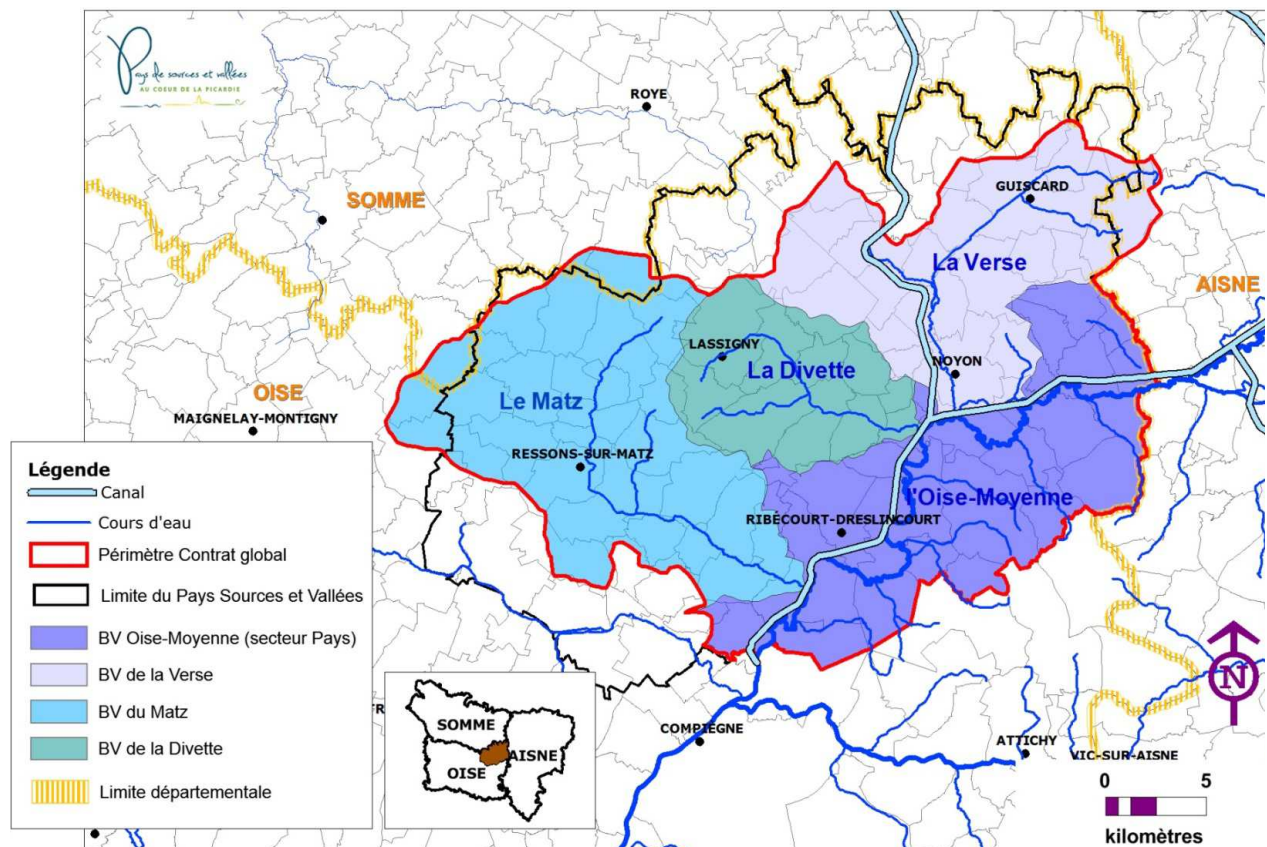 Pays de sources et vallées
AU COEUR DE LA PICARDIE
ROYE
SOMME
GUISCARD
La Verse
AISNE
LASSIGNY
La Divette
NOYON
OISE
MAIGNELAY-MONTIGNY
Le Matz
RESSONS-SUR-MATZ
l'Oise-Moyenne
RIBECOURT-DRESLINCOURT
Légende
Canal
Cours d'eau
Périmètre Contrat global
Limite du Pays Sources et Vallées
BV Oise-Moyenne (secteur Pays)
BV de la Verse
BV du Matz
BV de la Divette
Limite départementale
SOMME
AISNE
OISE
COMPIEGNE
ATTICHY
VIC-SUR-AISNE
N
0 5
kilomètres